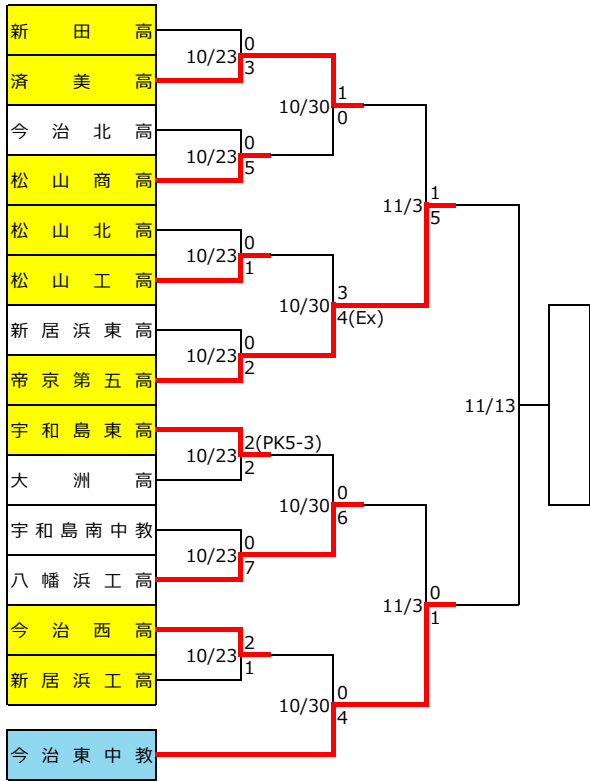 新田高
済美高
今治北高
松山商高
松山北高
松山工高
新居浜東高
帝京第五高
宇和島東高
大洲高
宇和島南中教
八幡浜工高
今治西高
新居浜工高
今治東中教
10/23
0
3
10/23
0
5
10/23
0
1
10/23
0
2
10/23
2(PK5-3)
2
10/23
0
7
10/23
2
1
10/30
1
0
10/30
3
4(Ex)
10/30
0
6
10/30
0
4
11/3
1
5
11/3
0
1
11/13